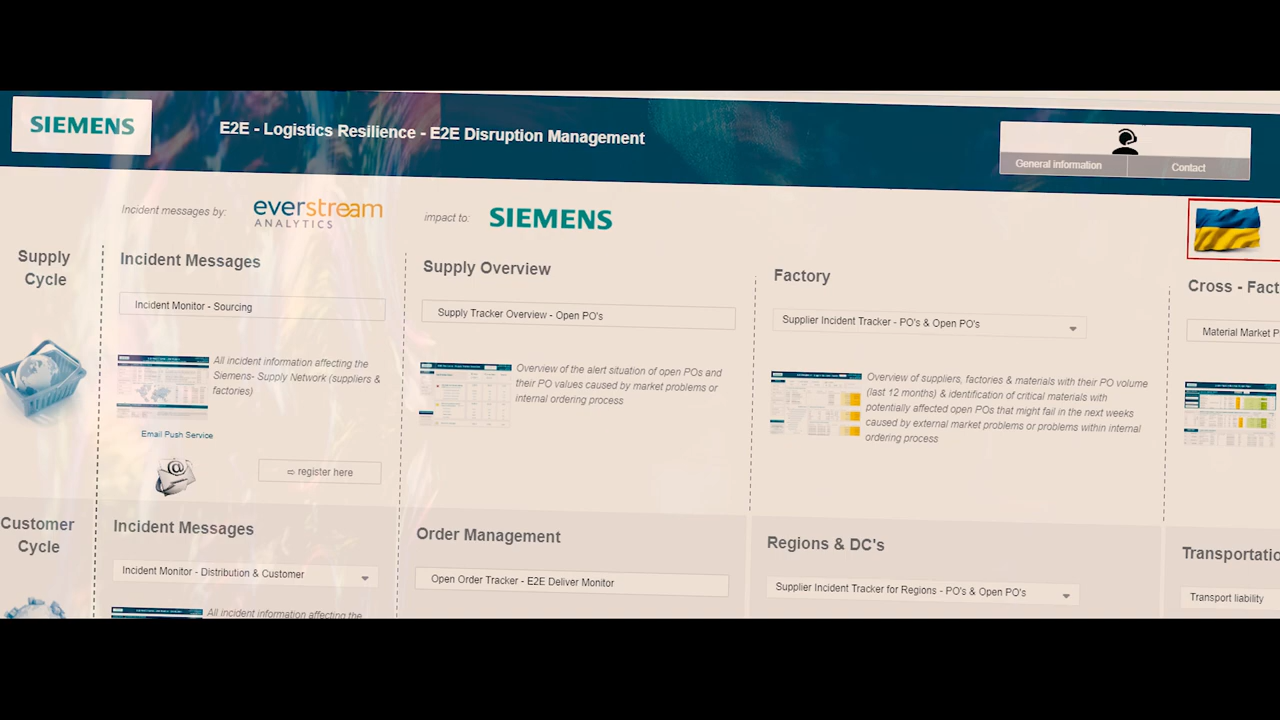 SIEMENS
E2E - Logistics Resilience - E2E Disruption Management
General information
Contact
Incident messages by:
everstream
ANALYTICS
impact to:
SIEMENS
Supply
Cycle
Incident Messages
Incident Monitor - Sourcing
All incident information affecting the
Siemens- Supply Network (suppliers &
factories)
Email Push Service
⇨ register here
Supply Overview
Supply Tracker Overview - Open PO's
Overview of the alert situation of open POs and
their PO values caused by market problems or
internal ordering process
Factory
Supplier Incident Tracker - PO's & Open PO's
Overview of suppliers, factories & materials with their PO volume
(last 12 months) & identification of critical materials with
potentially affected open POs that might fail in the next weeks
caused by external market problems or problems within internal
ordering process
Cross - Fact
Material Market P
Customer
Cycle
Incident Messages
Incident Monitor - Distribution & Customer
All incident information affecting the
Order Management
Open Order Tracker - E2E Deliver Monitor
Regions & DC's
Supplier Incident Tracker for Regions - PO's & Open PO's
Transportatio
Transport liability